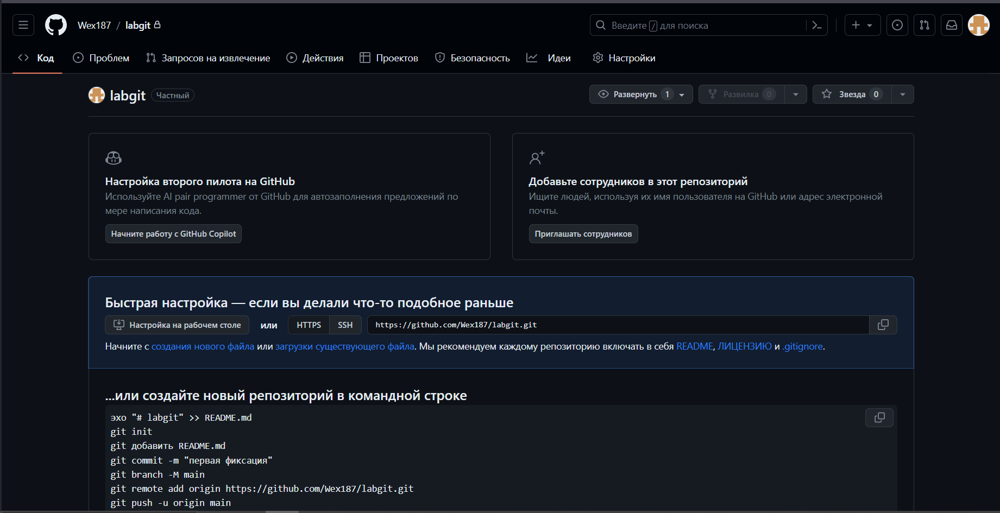 Wex187 / labgit
Введите / для поиска
Код
Проблем
Запросов на извлечение
Действия
Проектов
Безопасность
Идеи
Настройки
labgit Частный
Развернуть 1
Развилка 0
Звезда 0
Настройка второго пилота на GitHub
Используйте AI pair programmer от GitHub для автозаполнения предложений по
мере написания кода.
Начните работу с GitHub Copilot
Добавьте сотрудников в этот репозиторий
Ищите людей, используя их имя пользователя на GitHub или адрес электронной
почты.
Приглашать сотрудников
Быстрая настройка — если вы делали что-то подобное раньше
Настройка на рабочем столе или HTTPS SSH https://github.com/Wex187/labgit.git
Начните с создания нового файла или загрузки существующего файла. Мы рекомендуем каждому репозиторию включать в себя README, ЛИЦЕНЗИЮ и .gitignore.
...или создайте новый репозиторий в командной строке
эхо "# labgit" >> README.md
git init
git добавить README.md
git commit -m "первая фиксация"
git branch -M main
git remote add origin https://github.com/Wex187/labgit.git
git push -u origin main